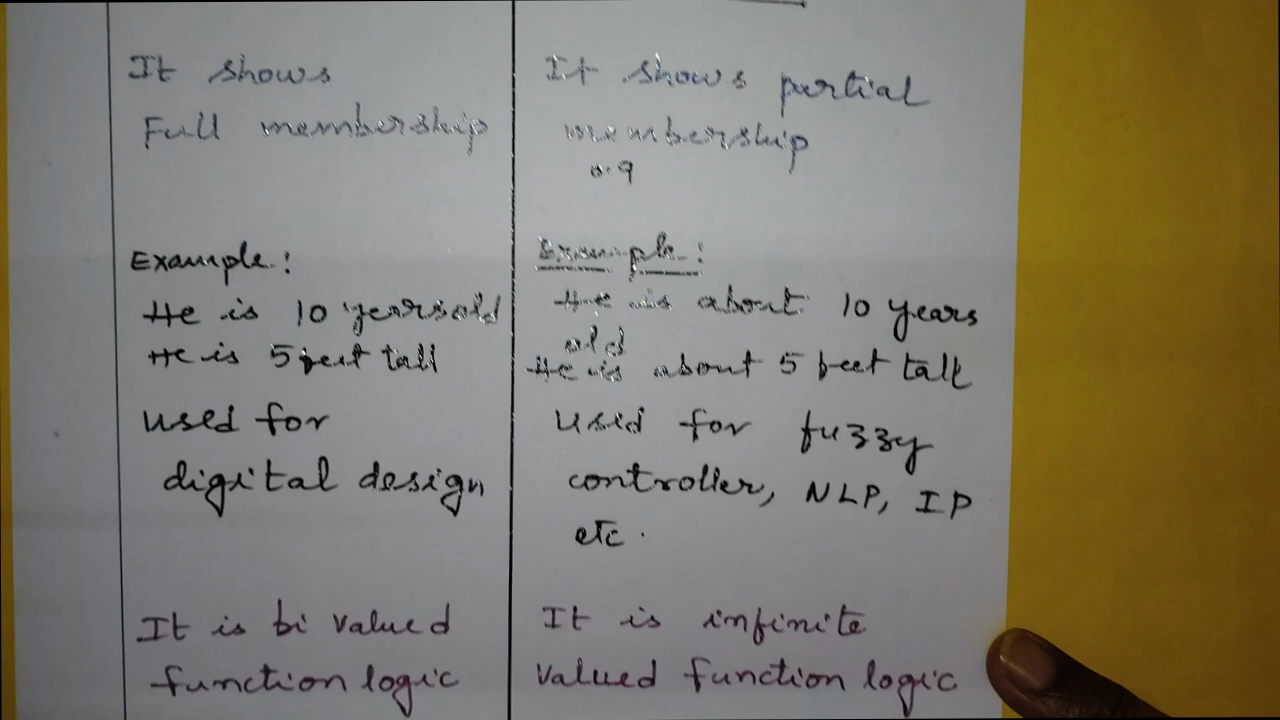 It shows
Full membership
Example:
He is 10 years old
He is 5 feet tall
used for
digital design
It is bi valued
function logic
It shows partial
membership
0.9
Example:
He is about 10 years
old
He is about 5 feet tall
used for fuzzy
controller, NLP, IP
etc.
It is infinite
valued function logic